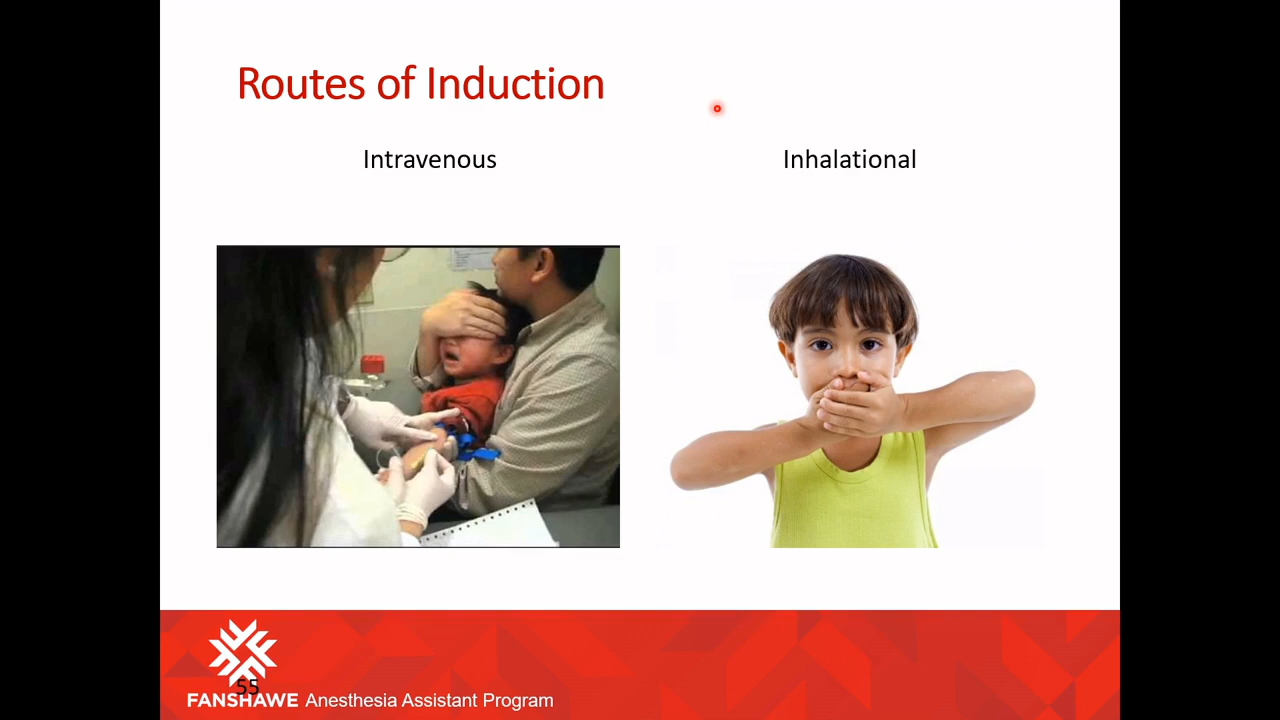 Routes of Induction
Intravenous
Inhalational
55
FANSHAWE Anesthesia Assistant Program